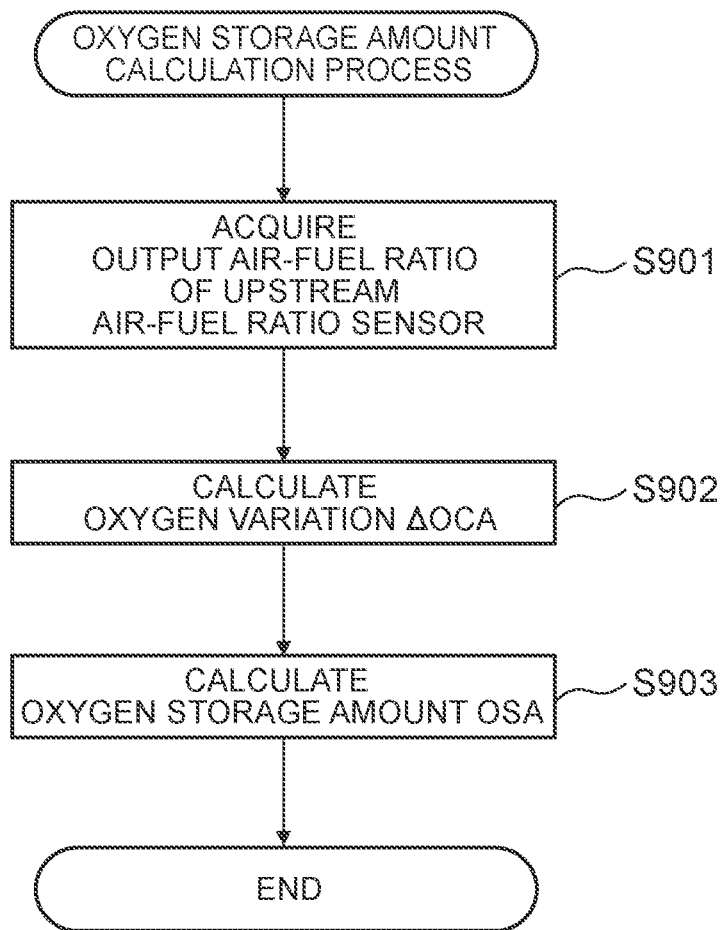 OXYGEN STORAGE AMOUNT
CALCULATION PROCESS
ACQUIRE
OUTPUT AIR-FUEL RATIO
OF UPSTREAM
AIR-FUEL RATIO SENSOR
S901
CALCULATE
OXYGEN VARIATION ΔOCA
S902
CALCULATE
OXYGEN STORAGE AMOUNT OSA
S903
END